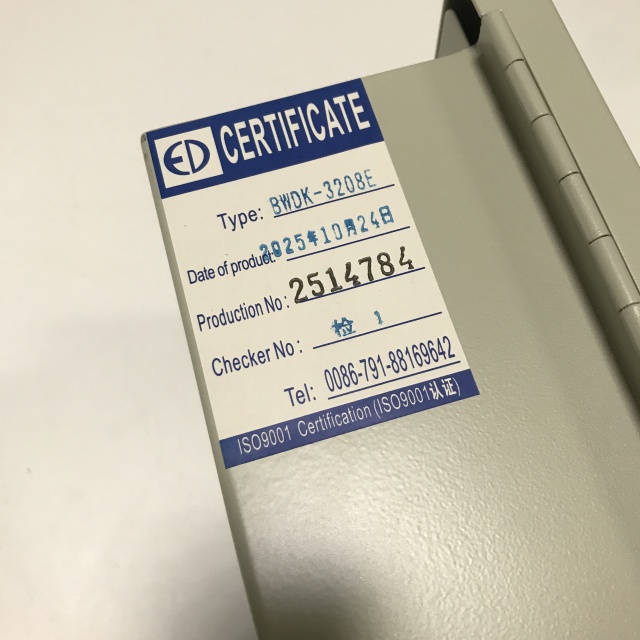 ED CERTIFICATE
Type: BWDK-3208E
Date of product: 2025年10月24日
Production No: 2514784
Checker No: 检 1
Tel: 0086-791-88169642
ISO9001 Certification (ISO9001认证)